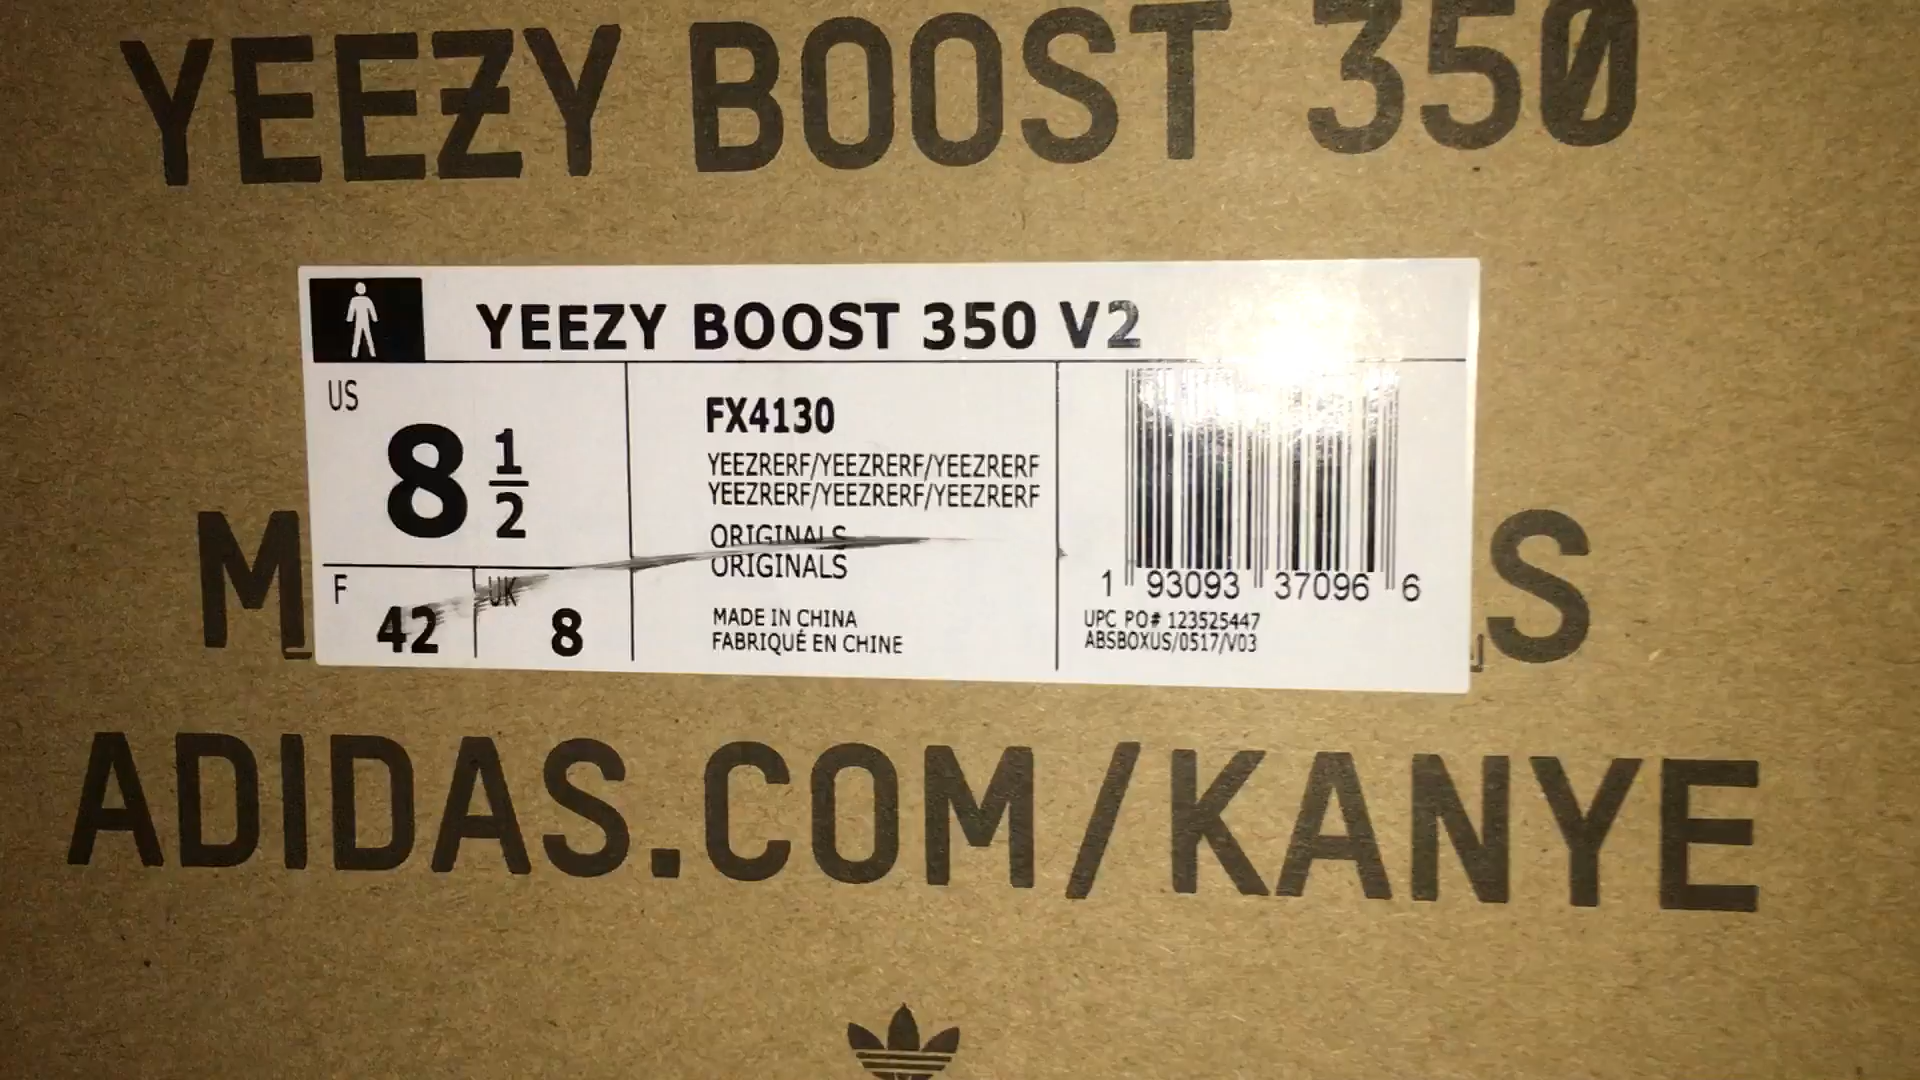 YEEZY BOOST 350
YEEZY BOOST 350 V2
US
8 1/2
F
42
UK
8
FX4130
YEEZRERF/YEEZRERF/YEEZRERF
YEEZRERF/YEEZRERF/YEEZRERF
ORIGINALS
ORIGINALS
MADE IN CHINA
FABRIQUÉ EN CHINE
1 93093 37096 6
UPC PO# 123525447
ABSBOXUS/0517/V03
ADIDAS.COM/KANYE